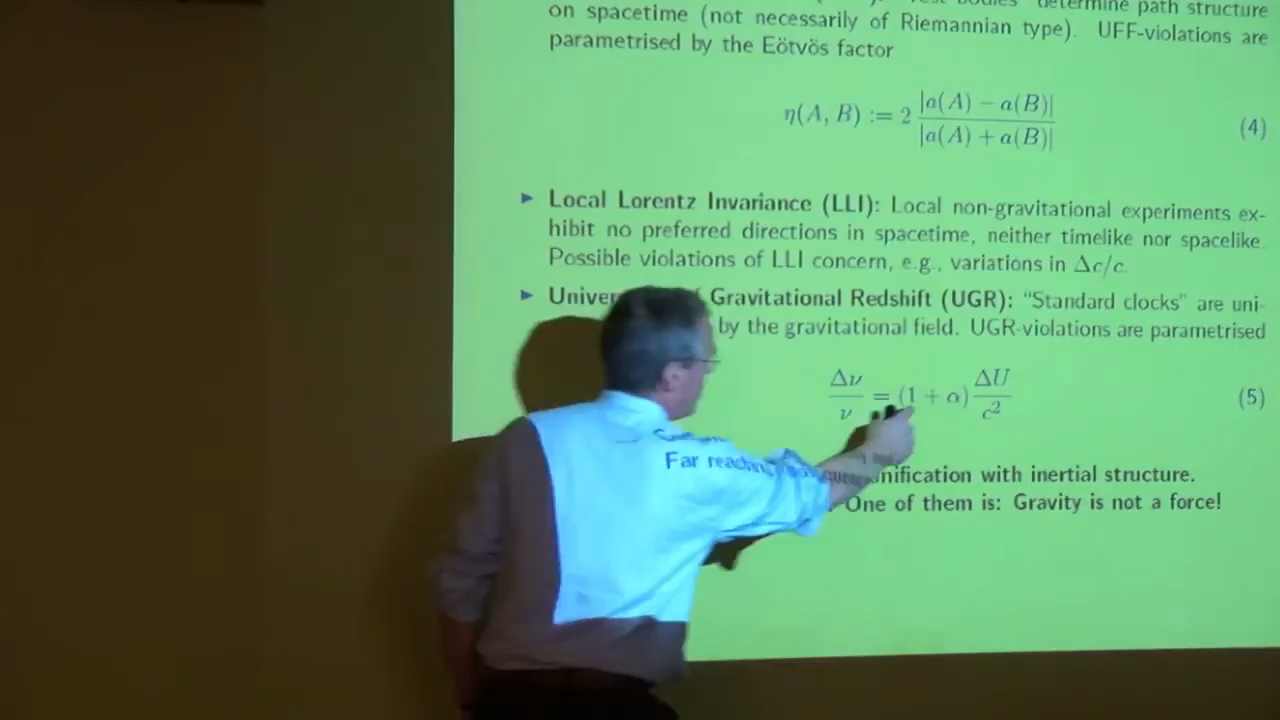 determine path structure
on spacetime (not necessarily of Riemannian type). UFF-violations are
parametrised by the Eötvös factor
η(A, B) := 2 |a(A) − a(B)| / |a(A) + a(B)| (4)
► Local Lorentz Invariance (LLI): Local non-gravitational experiments ex-
hibit no preferred directions in spacetime, neither timelike nor spacelike.
Possible violations of LLI concern, e.g., variations in Δc/c.
► Gravitational Redshift (UGR): "Standard clocks" are uni-
by the gravitational field. UGR-violations are parametrised
Δν/ν = (1 + α) ΔU/c² (5)
unification with inertial structure.
Far reaching One of them is: Gravity is not a force!